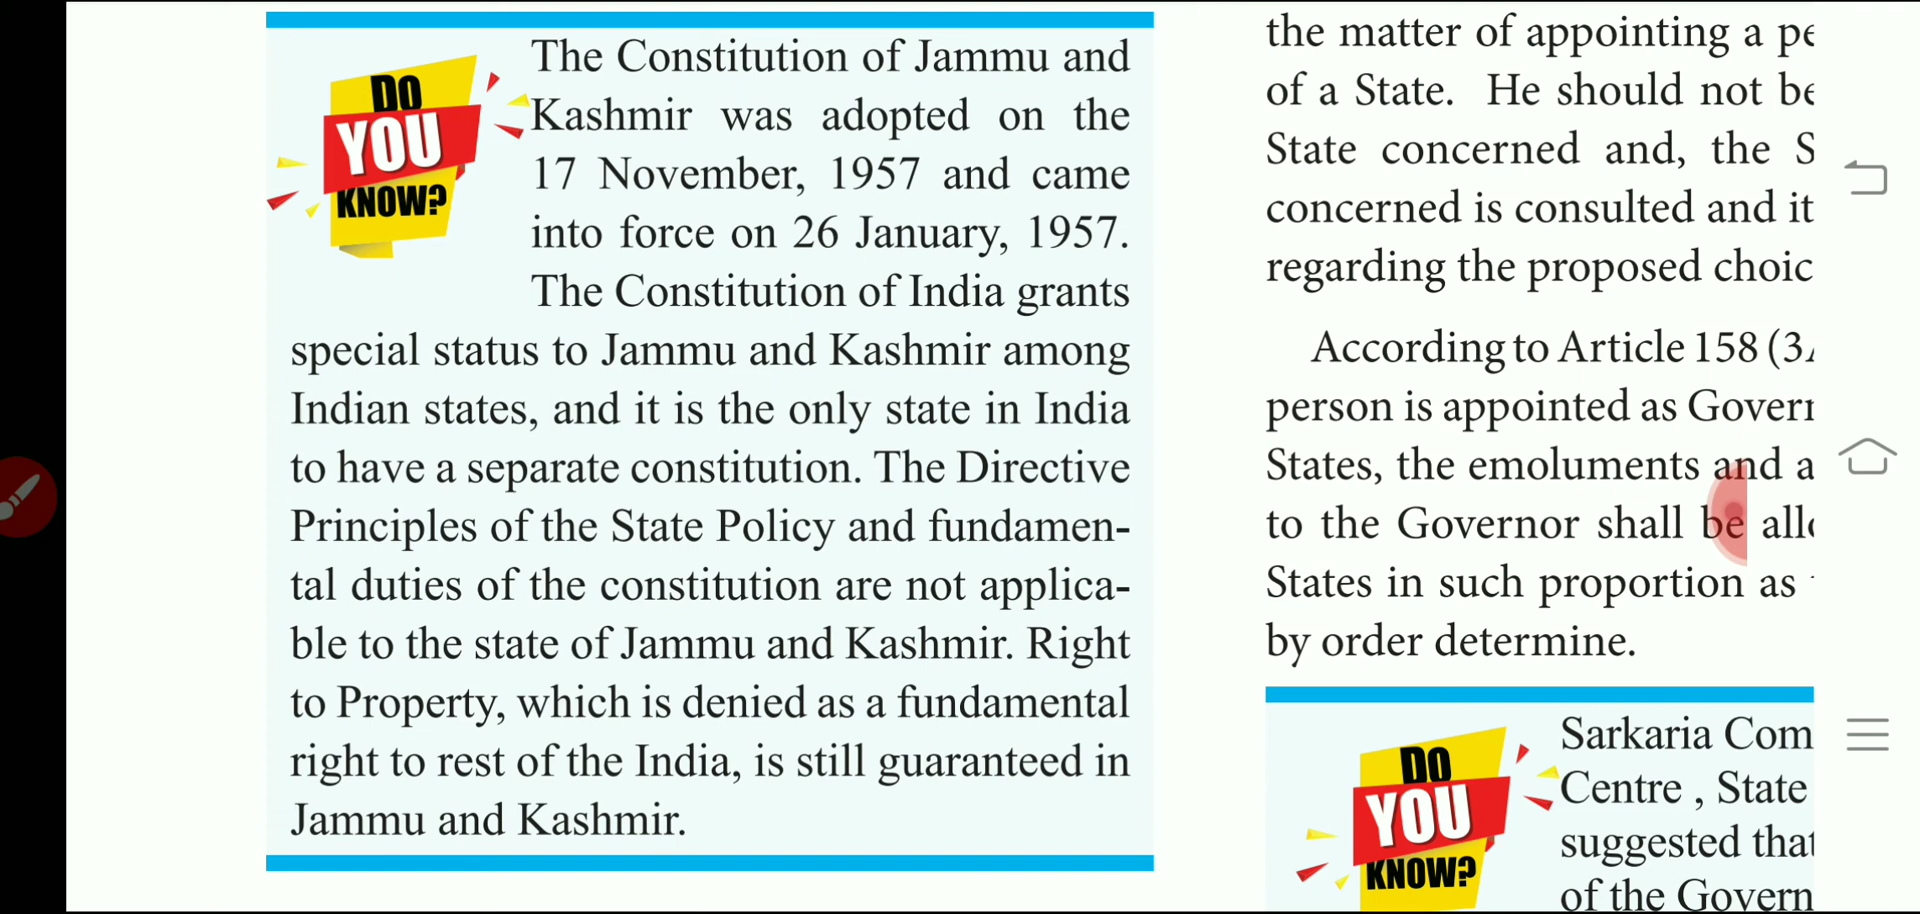 DO
YOU
KNOW?
The Constitution of Jammu and
Kashmir was adopted on the
17 November, 1957 and came
into force on 26 January, 1957.
The Constitution of India grants
special status to Jammu and Kashmir among
Indian states, and it is the only state in India
to have a separate constitution. The Directive
Principles of the State Policy and fundamen-
tal duties of the constitution are not applica-
ble to the state of Jammu and Kashmir. Right
to Property, which is denied as a fundamental
right to rest of the India, is still guaranteed in
Jammu and Kashmir.
the matter of appointing a
of a State. He should not
State concerned and, the
concerned is consulted and it
regarding the proposed
According to Article 158
person is appointed as
States, the emoluments and
to the Governor shall be
States in such proportion as
by order determine.
DO
YOU
KNOW?
Sarkaria
Centre , State
suggested
of the